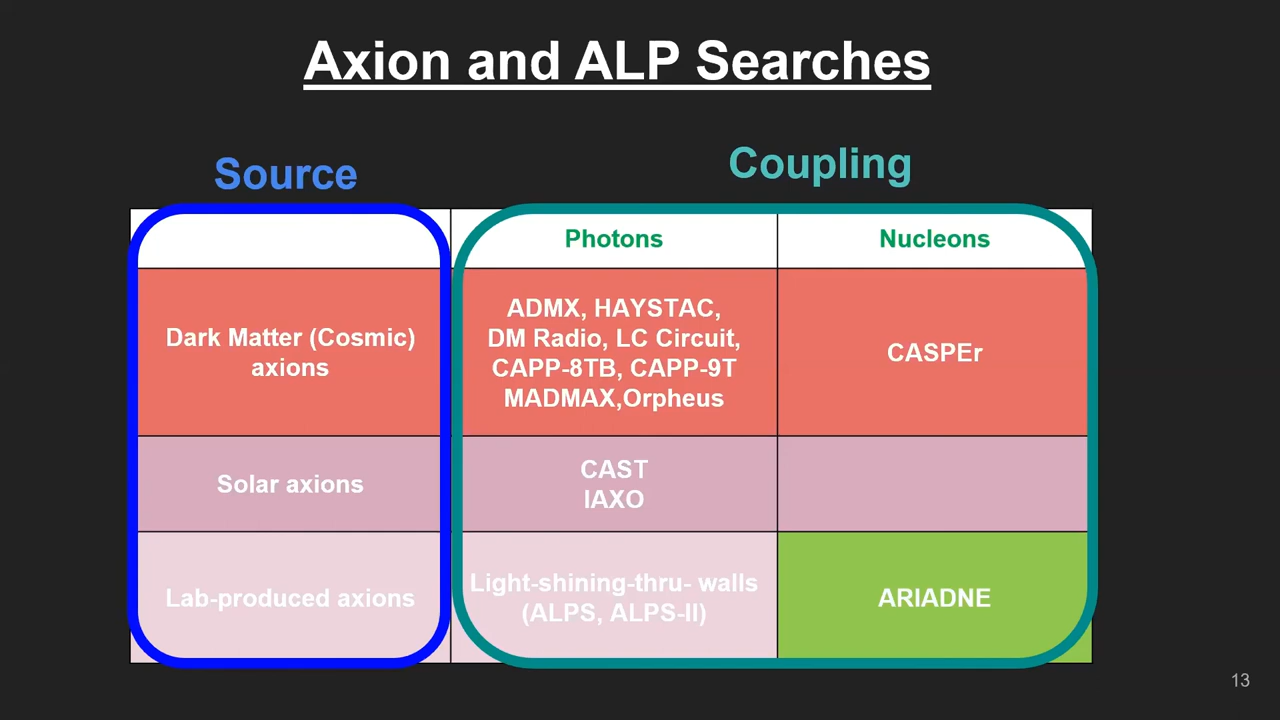 Axion and ALP Searches
Source
Coupling
Photons
Nucleons
Dark Matter (Cosmic)
axions
ADMX, HAYSTAC,
DM Radio, LC Circuit,
CAPP-8TB, CAPP-9T
MADMAX,Orpheus
CASPEr
Solar axions
CAST
IAXO
Lab-produced axions
Light-shining-thru- walls
(ALPS, ALPS-II)
ARIADNE
13